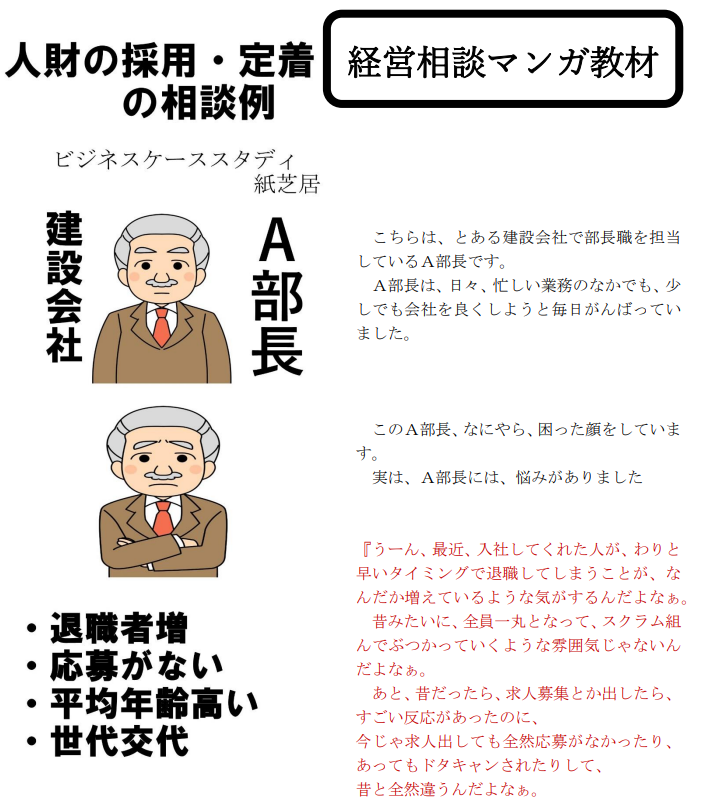 人財の採用・定着
の相談例
経営相談マンガ教材
ビジネスケーススタディ
紙芝居
建設会社
Ａ部長
　こちらは、とある建設会社で部長職を担当
しているＡ部長です。
　Ａ部長は、日々、忙しい業務のなかでも、少
しでも会社を良くしようと毎日がんばってい
ました。
　このＡ部長、なにやら、困った顔をしていま
す。
　実は、Ａ部長には、悩みがありました
『うーん、最近、入社してくれた人が、わりと
早いタイミングで退職してしまうことが、な
んだか増えているような気がするんだよなぁ。
　昔みたいに、全員一丸となって、スクラム組
んでぶつかっていくような雰囲気じゃないん
だよなぁ。
　あと、昔だったら、求人募集とか出したら、
すごい反応があったのに、
今じゃ求人出しても全然応募がなかったり、
あってもドタキャンされたりして、
昔と全然違うんだよなぁ。
・退職者増
・応募がない
・平均年齢高い
・世代交代